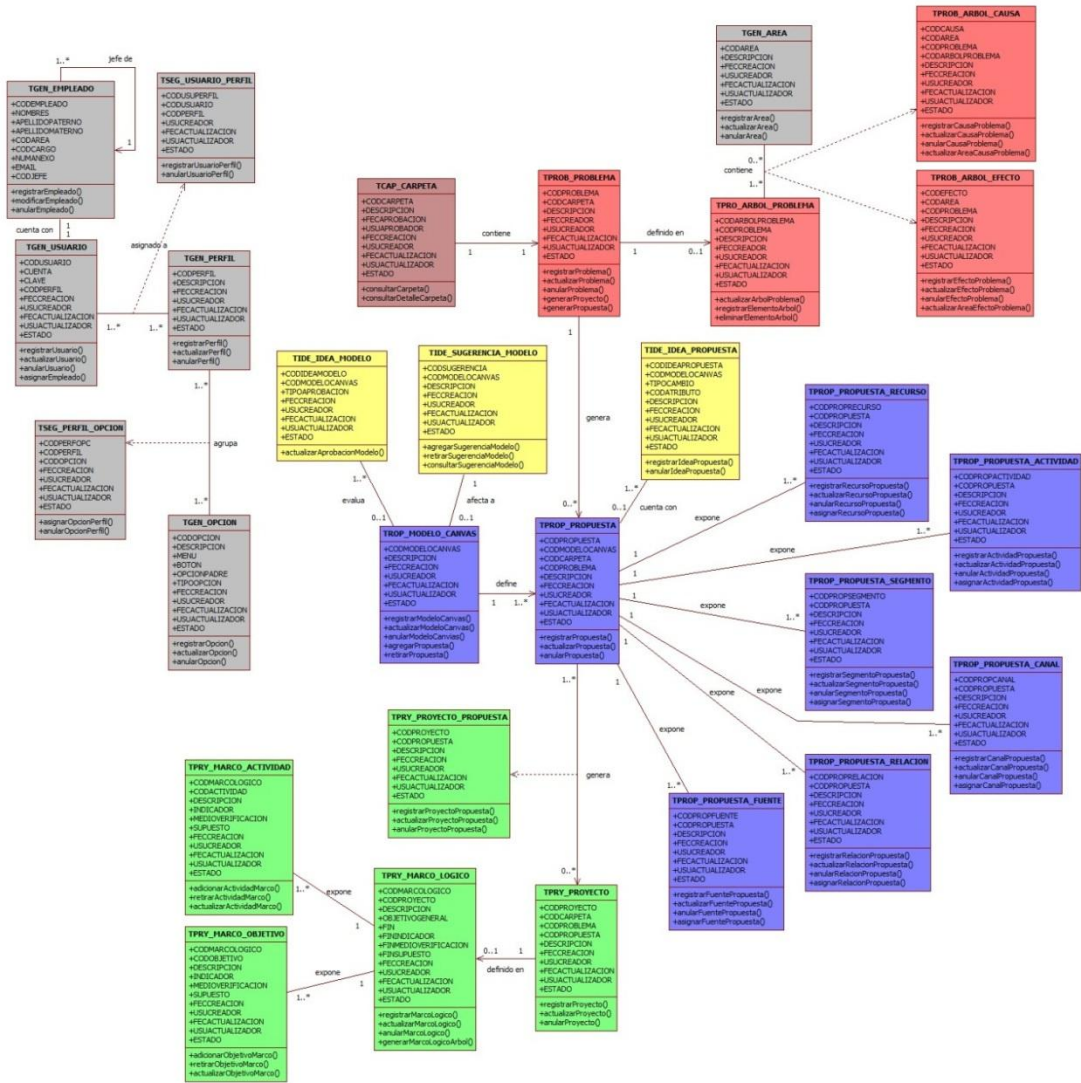 jefe de
1..*
1
TGEN_EMPLEADO
+CODEMPLEADO
+NOMBRES
+APELLIDOPATERNO
+APELLIDOMATERNO
+CODAREA
+CODCARGO
+NUMANEXO
+EMAIL
+CODJEFE
+registrarEmpleado()
+modificarEmpleado()
+anularEmpleado()
1
cuenta con
1
TGEN_USUARIO
+CODUSUARIO
+CUENTA
+CLAVE
+CODPERFIL
+FECCREACION
+USUCREADOR
+FECACTUALIZACION
+USUACTUALIZADOR
+ESTADO
+registrarUsuario()
+actualizarUsuario()
+anularUsuario()
+asignarEmpleado()
TSEG_USUARIO_PERFIL
+CODUSUPERFIL
+CODUSUARIO
+CODPERFIL
+USUCREADOR
+FECACTUALIZACION
+USUACTUALIZADOR
+ESTADO
+registrarUsuarioPerfil()
+anularUsuarioPerfil()
asignado a
1..*
1..*
TGEN_PERFIL
+CODPERFIL
+DESCRIPCION
+FECCREACION
+USUCREADOR
+FECACTUALIZACION
+USUACTUALIZADOR
+ESTADO
+registrarPerfil()
+actualizarPerfil()
+anularPerfil()
1..*
agrupa
1..*
TSEG_PERFIL_OPCION
+CODPERFOPC
+CODPERFIL
+CODOPCION
+FECCREACION
+USUCREADOR
+FECACTUALIZACION
+USUACTUALIZADOR
+ESTADO
+asignarOpcionPerfil()
+anularOpcionPerfil()
TGEN_OPCION
+CODOPCION
+DESCRIPCION
+MENU
+BOTON
+OPCIONPADRE
+TIPOOPCION
+FECCREACION
+USUCREADOR
+FECACTUALIZACION
+USUACTUALIZADOR
+ESTADO
+registrarOpcion()
+actualizarOpcion()
+anularOpcion()
TCAP_CARPETA
+CODCARPETA
+DESCRIPCION
+FECAPROBACION
+USUAPROBADOR
+FECCREACION
+USUCREADOR
+FECACTUALIZACION
+USUACTUALIZADOR
+ESTADO
+consultarCarpeta()
+consultarDetalleCarpeta()
contiene
1
1
TPROB_PROBLEMA
+CODPROBLEMA
+CODCARPETA
+DESCRIPCION
+FECCREADOR
+USUCREADOR
+FECACTUALIZACION
+USUACTUALIZADOR
+ESTADO
+registrarProblema()
+actualizarProblema()
+anularProblema()
+generarProyecto()
+generarPropuesta()
definido en
1
0..1
TPRO_ARBOL_PROBLEMA
+CODARBOLPROBLEMA
+CODPROBLEMA
+DESCRIPCION
+FECCREADOR
+USUCREADOR
+FECACTUALIZACION
+USUACTUALIZADOR
+ESTADO
+actualizarArbolProblema()
+registrarElementoArbol()
+eliminarElementoArbol()
TGEN_AREA
+CODAREA
+DESCRIPCION
+FECCREACION
+USUCREADOR
+FECACTUALIZACION
+USUACTUALIZADOR
+ESTADO
+registrarArea()
+actualizarArea()
+anularArea()
0..*
contiene
1..*
TPROB_ARBOL_CAUSA
+CODCAUSA
+CODAREA
+CODPROBLEMA
+CODARBOLPROBLEMA
+DESCRIPCION
+FECCREACION
+USUCREADOR
+FECACTUALIZACION
+USUACTUALIZADOR
+ESTADO
+registrarCausaProblema()
+actualizarCausaProblema()
+anularCausaProblema()
+actualizarAreaCausaProblema()
TPROB_ARBOL_EFECTO
+CODEFECTO
+CODAREA
+CODPROBLEMA
+DESCRIPCION
+FECCREACION
+USUCREADOR
+FECACTUALIZACION
+USUACTUALIZADOR
+ESTADO
+registrarEfectoProblema()
+actualizarEfectoProblema()
+anularEfectoProblema()
+actualizarAreaEfectoProblema()
TIDE_IDEA_MODELO
+CODIDEAMODELO
+CODMODELOCANVAS
+TIPOAPROBACION
+FECCREACION
+USUCREADOR
+FECACTUALIZACION
+USUACTUALIZADOR
+ESTADO
+actualizarAprobacionModelo()
1..*
evalua
0..1
TIDE_SUGERENCIA_MODELO
+CODSUGERENCIA
+CODMODELOCANVAS
+DESCRIPCION
+FECCREACION
+USUCREADOR
+FECACTUALIZACION
+USUACTUALIZADOR
+ESTADO
+agregarSugerenciaModelo()
+retirarSugerenciaModelo()
+consultarSugerenciaModelo()
1
afecta a
0..1
1
genera
0..*
TIDE_IDEA_PROPUESTA
+CODIDEAPROPUESTA
+CODMODELOCANVAS
+TIPOCAMBIO
+CODATRIBUTO
+DESCRIPCION
+FECCREACION
+USUCREADOR
+FECACTUALIZACION
+USUACTUALIZADOR
+ESTADO
+registrarIdeaPropuesta()
+anularIdeaPropuesta()
1..*
cuenta con
0..1
TROP_MODELO_CANVAS
+CODMODELOCANVAS
+DESCRIPCION
+FECCREACION
+USUCREADOR
+FECACTUALIZACION
+USUACTUALIZADOR
+ESTADO
+registrarModeloCanvas()
+actualizarModeloCanvas()
+anularModeloCanvias()
+agregarPropuesta()
+retirarPropuesta()
define
1
1..*
TPROP_PROPUESTA
+CODPROPUESTA
+CODMODELOCANVAS
+CODCARPETA
+CODPROBLEMA
+DESCRIPCION
+FECCREACION
+USUCREADOR
+FECACTUALIZACION
+USUACTUALIZADOR
+ESTADO
+registrarPropuesta()
+actualizarPropuesta()
+anularPropuesta()
TPROP_PROPUESTA_RECURSO
+CODPROPRECURSO
+CODPROPUESTA
+DESCRIPCION
+FECCREACION
+USUCREADOR
+FECACTUALIZACION
+USUACTUALIZADOR
+ESTADO
+registrarRecursoPropuesta()
+actualizarRecursoPropuesta()
+anularRecursoPropuesta()
+asignarRecursoPropuesta()
1..*
expone
1
TPROP_PROPUESTA_ACTIVIDAD
+CODPROPACTIVIDAD
+CODPROPUESTA
+DESCRIPCION
+FECCREACION
+USUCREADOR
+FECACTUALIZACION
+USUACTUALIZADOR
+ESTADO
+registrarActividadPropuesta()
+actualizarActividadPropuesta()
+anularActividadPropuesta()
+asignarActividadPropuesta()
1..*
expone
1
TPROP_PROPUESTA_SEGMENTO
+CODPROPSEGMENTO
+CODPROPUESTA
+DESCRIPCION
+FECCREACION
+USUCREADOR
+FECACTUALIZACION
+USUACTUALIZADOR
+ESTADO
+registrarSegmentoPropuesta()
+actualizarSegmentoPropuesta()
+anularSegmentoPropuesta()
+asignarSegmentoPropuesta()
expone
1
1..*
TPROP_PROPUESTA_CANAL
+CODPROPCANAL
+CODPROPUESTA
+DESCRIPCION
+FECCREACION
+USUCREADOR
+FECACTUALIZACION
+USUACTUALIZADOR
+ESTADO
+registrarCanalPropuesta()
+actualizarCanalPropuesta()
+anularCanalPropuesta()
+asignarCanalPropuesta()
expone
1
1..*
TPROP_PROPUESTA_RELACION
+CODPROPRELACION
+CODPROPUESTA
+DESCRIPCION
+FECCREACION
+USUCREADOR
+FECACTUALIZACION
+USUACTUALIZADOR
+ESTADO
+registrarRelacionPropuesta()
+actualizarRelacionPropuesta()
+anularRelacionPropuesta()
+asignarRelacionPropuesta()
expone
1
1..*
TPROP_PROPUESTA_FUENTE
+CODPROPFUENTE
+CODPROPUESTA
+DESCRIPCION
+FECCREACION
+USUCREADOR
+FECACTUALIZACION
+USUACTUALIZADOR
+ESTADO
+registrarFuentePropuesta()
+actualizarFuentePropuesta()
+anularFuentePropuesta()
+asignarFuentePropuesta()
expone
1
1..*
1..*
genera
0..*
TPRY_PROYECTO_PROPUESTA
+CODPROYECTO
+CODPROPUESTA
+DESCRIPCION
+FECCREACION
+USUCREADOR
+FECACTUALIZACION
+USUACTUALIZADOR
+ESTADO
+registrarProyectoPropuesta()
+actualizarProyectoPropuesta()
+anularProyectoPropuesta()
TPRY_MARCO_ACTIVIDAD
+CODMARCOLOGICO
+CODACTIVIDAD
+DESCRIPCION
+INDICADOR
+MEDIOVERIFICACION
+SUPUESTO
+FECCREACION
+USUCREADOR
+FECACTUALIZACION
+USUACTUALIZADOR
+ESTADO
+adicionarActividadMarco()
+retirarActividadMarco()
+actualizarActividadMarco()
1..*
expone
1
TPRY_MARCO_OBJETIVO
+CODMARCOLOGICO
+CODOBJETIVO
+DESCRIPCION
+INDICADOR
+MEDIOVERIFICACION
+SUPUESTO
+FECCREACION
+USUCREADOR
+FECACTUALIZACION
+USUACTUALIZADOR
+ESTADO
+adicionarObjetivoMarco()
+retirarObjetivoMarco()
+actualizarObjetivoMarco()
expone
1..*
1
TPRY_MARCO_LOGICO
+CODMARCOLOGICO
+CODPROYECTO
+DESCRIPCION
+OBJETIVOGENERAL
+FIN
+FININDICADOR
+FINMEDIOVERIFICACION
+FINSUPUESTO
+FECCREACION
+USUCREADOR
+FECACTUALIZACION
+USUACTUALIZADOR
+ESTADO
+registrarMarcoLogico()
+actualizarMarcoLogico()
+anularMarcoLogico()
+generarMarcoLogicoArbol()
0..1
1
definido en
TPRY_PROYECTO
+CODPROYECTO
+CODCARPETA
+CODPROBLEMA
+CODPROPUESTA
+DESCRIPCION
+FECCREACION
+USUCREADOR
+FECACTUALIZACION
+USUACTUALIZADOR
+ESTADO
+registrarProyecto()
+actualizarProyecto()
+anularProyecto()